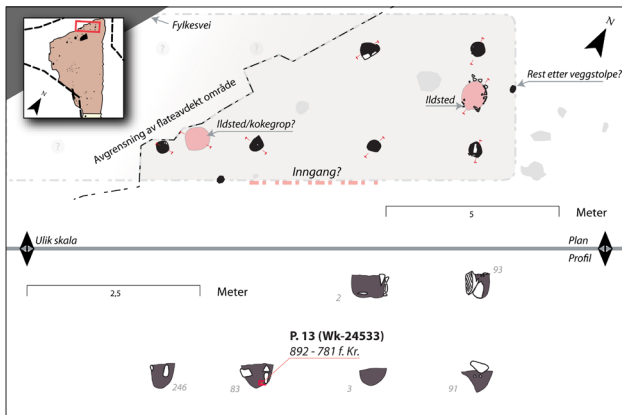 Fylkesvei
N
N
?
?
?
Avgrensning av flateavdekt område
Ildsted/kokegrop?
Ildsted
Rest etter veggstolpe?
Inngang?
5
Meter
Ulik skala
Plan
Profil
2,5
Meter
2
93
P. 13 (Wk-24533)
892 - 781 f. Kr.
246
83
3
91